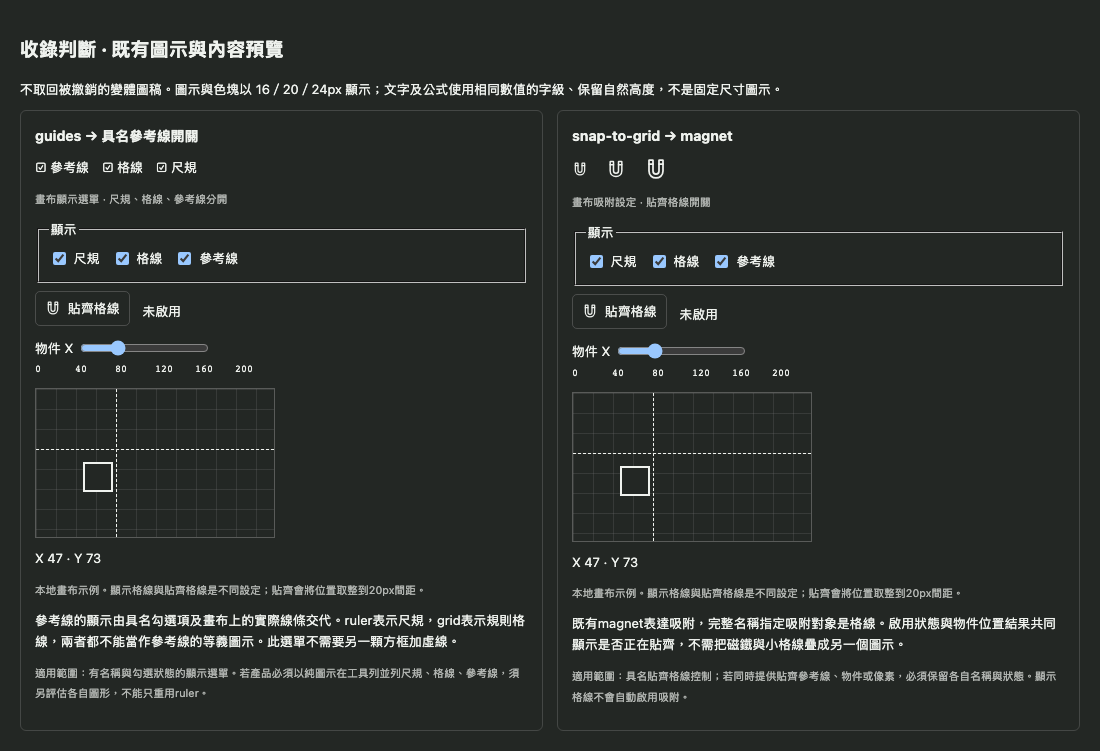 收錄判斷 · 既有圖示與內容預覽
不取回被撤銷的變體圖稿。圖示與色塊以 16 / 20 / 24px 顯示；文字及公式使用相同數值的字級、保留自然高度，不是固定尺寸圖示。
guides → 具名參考線開關
參考線 格線 尺規
畫布顯示選單 · 尺規、格線、參考線分開
顯示
尺規 格線 參考線
貼齊格線 未啟用
物件 X
0 40 80 120 160 200
X 47 · Y 73
本地畫布示例。顯示格線與貼齊格線是不同設定；貼齊會將位置取整到20px間距。
參考線的顯示由具名勾選項及畫布上的實際線條交代。ruler表示尺規，grid表示規則格
線，兩者都不能當作參考線的等義圖示。此選單不需要另一顆方框加虛線。
適用範圍：有名稱與勾選狀態的顯示選單。若產品必須以純圖示在工具列並列尺規、格線、參考線，須
另評估各自圖形，不能只重用ruler。
snap-to-grid → magnet
畫布吸附設定 · 貼齊格線開關
顯示
尺規 格線 參考線
貼齊格線 未啟用
物件 X
0 40 80 120 160 200
X 47 · Y 73
本地畫布示例。顯示格線與貼齊格線是不同設定；貼齊會將位置取整到20px間距。
既有magnet表達吸附，完整名稱指定吸附對象是格線。啟用狀態與物件位置結果共同
顯示是否正在貼齊，不需把磁鐵與小格線疊成另一個圖示。
適用範圍：具名貼齊格線控制；若同時提供貼齊參考線、物件或像素，必須保留各自名稱與狀態。顯示
格線不會自動啟用吸附。